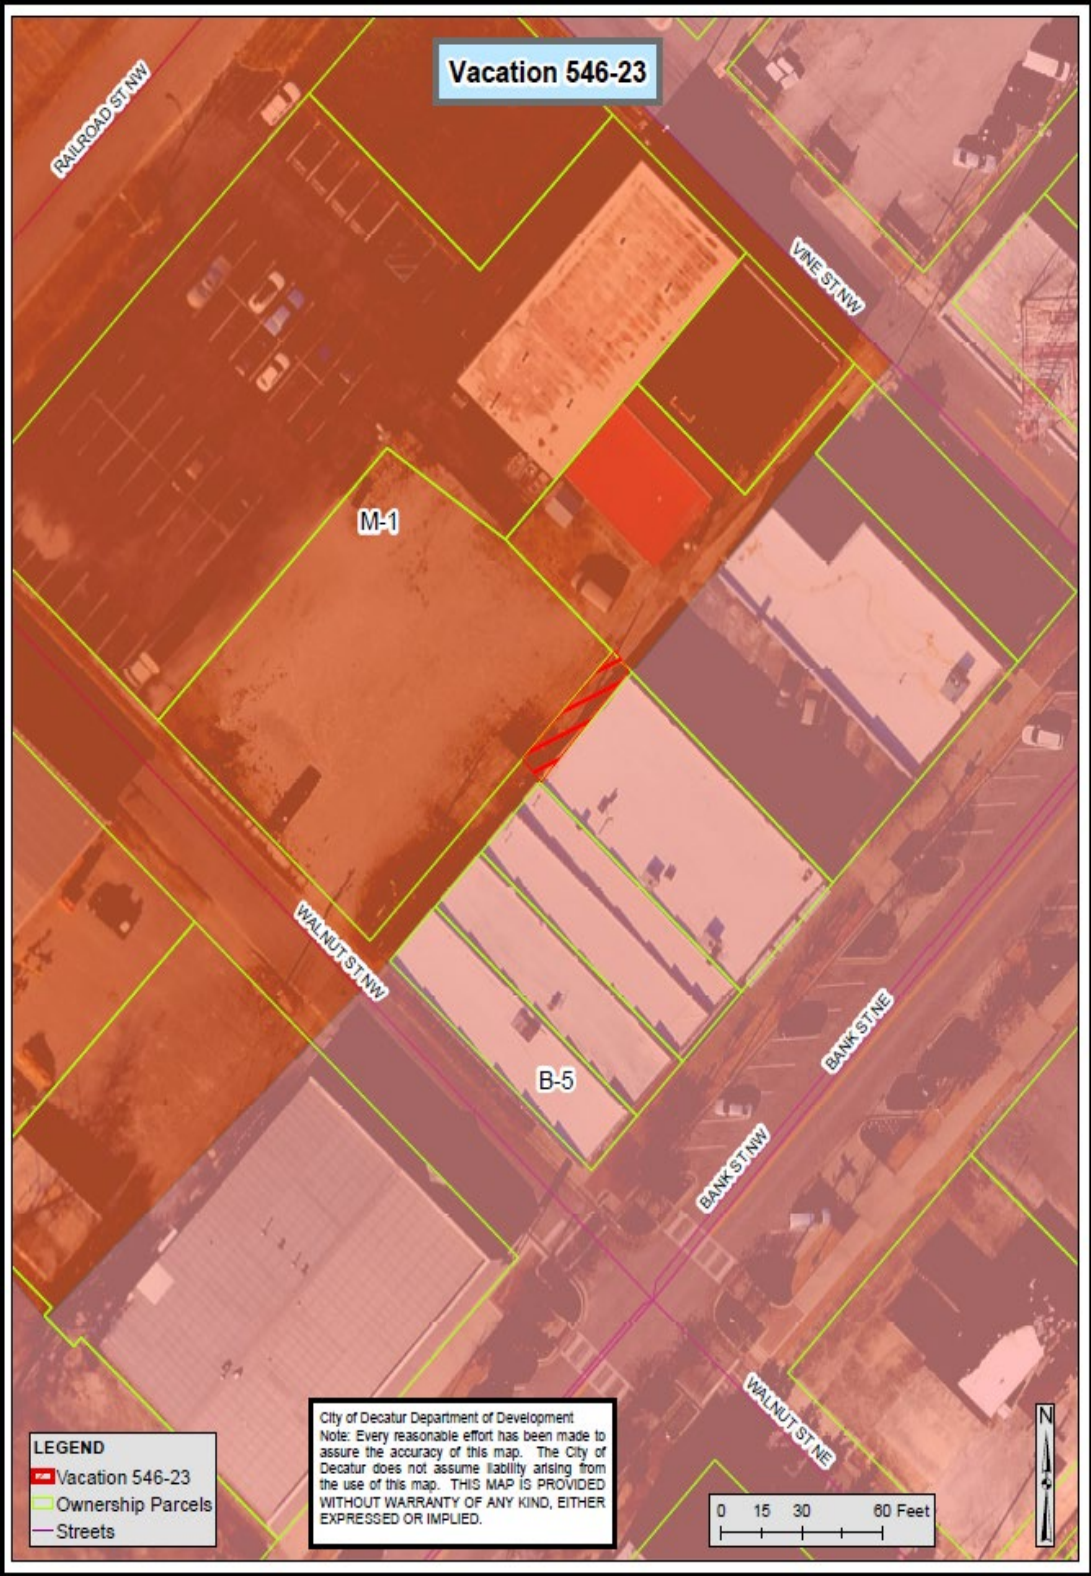 Vacation 546-23
RAILROAD ST NW
VINE ST NW
M-1
WALNUT ST NW
BANK ST NE
B-5
BANK ST NW
WALNUT ST NE
City of Decatur Department of Development
Note: Every reasonable effort has been made to
assure the accuracy of this map. The City of
Decatur does not assume liability arising from
the use of this map. THIS MAP IS PROVIDED
WITHOUT WARRANTY OF ANY KIND, EITHER
EXPRESSED OR IMPLIED.
LEGEND
Vacation 546-23
Ownership Parcels
Streets
0 15 30 60 Feet
N